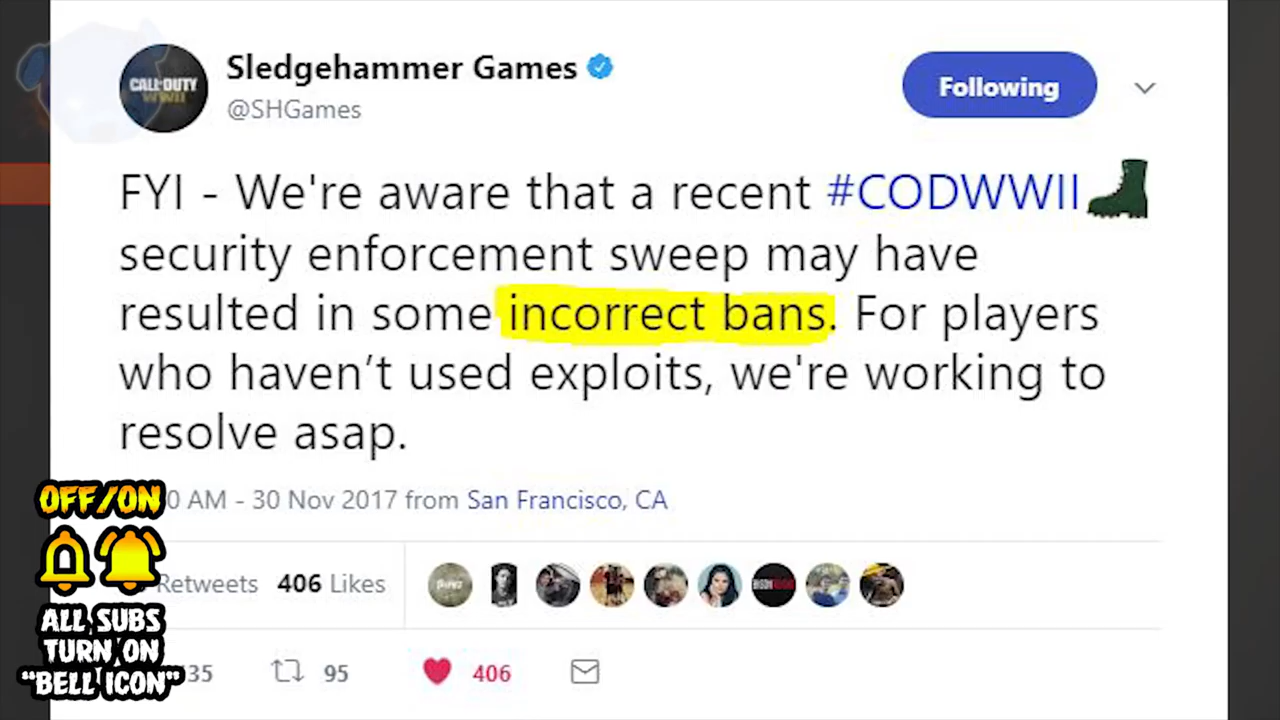 CALL OF DUTY
WWII
Sledgehammer Games
@SHGames
Following
FYI - We're aware that a recent #CODWWII
security enforcement sweep may have
resulted in some incorrect bans. For players
who haven't used exploits, we're working to
resolve asap.
0 AM - 30 Nov 2017 from San Francisco, CA
Retweets 406 Likes
35 95 406
OFF/ON
ALL SUBS
TURN ON
“BELL ICON”